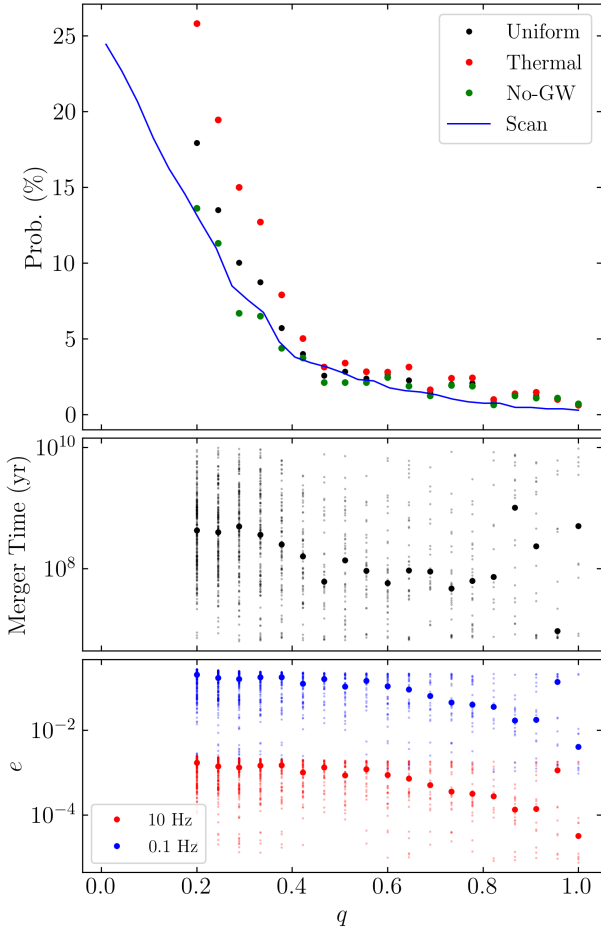 25
20
15
10
5
0
Prob. (%)
Uniform
Thermal
No-GW
Scan
10^10
10^8
Merger Time (yr)
10^−2
10^−4
e
10 Hz
0.1 Hz
0.0 0.2 0.4 0.6 0.8 1.0
q